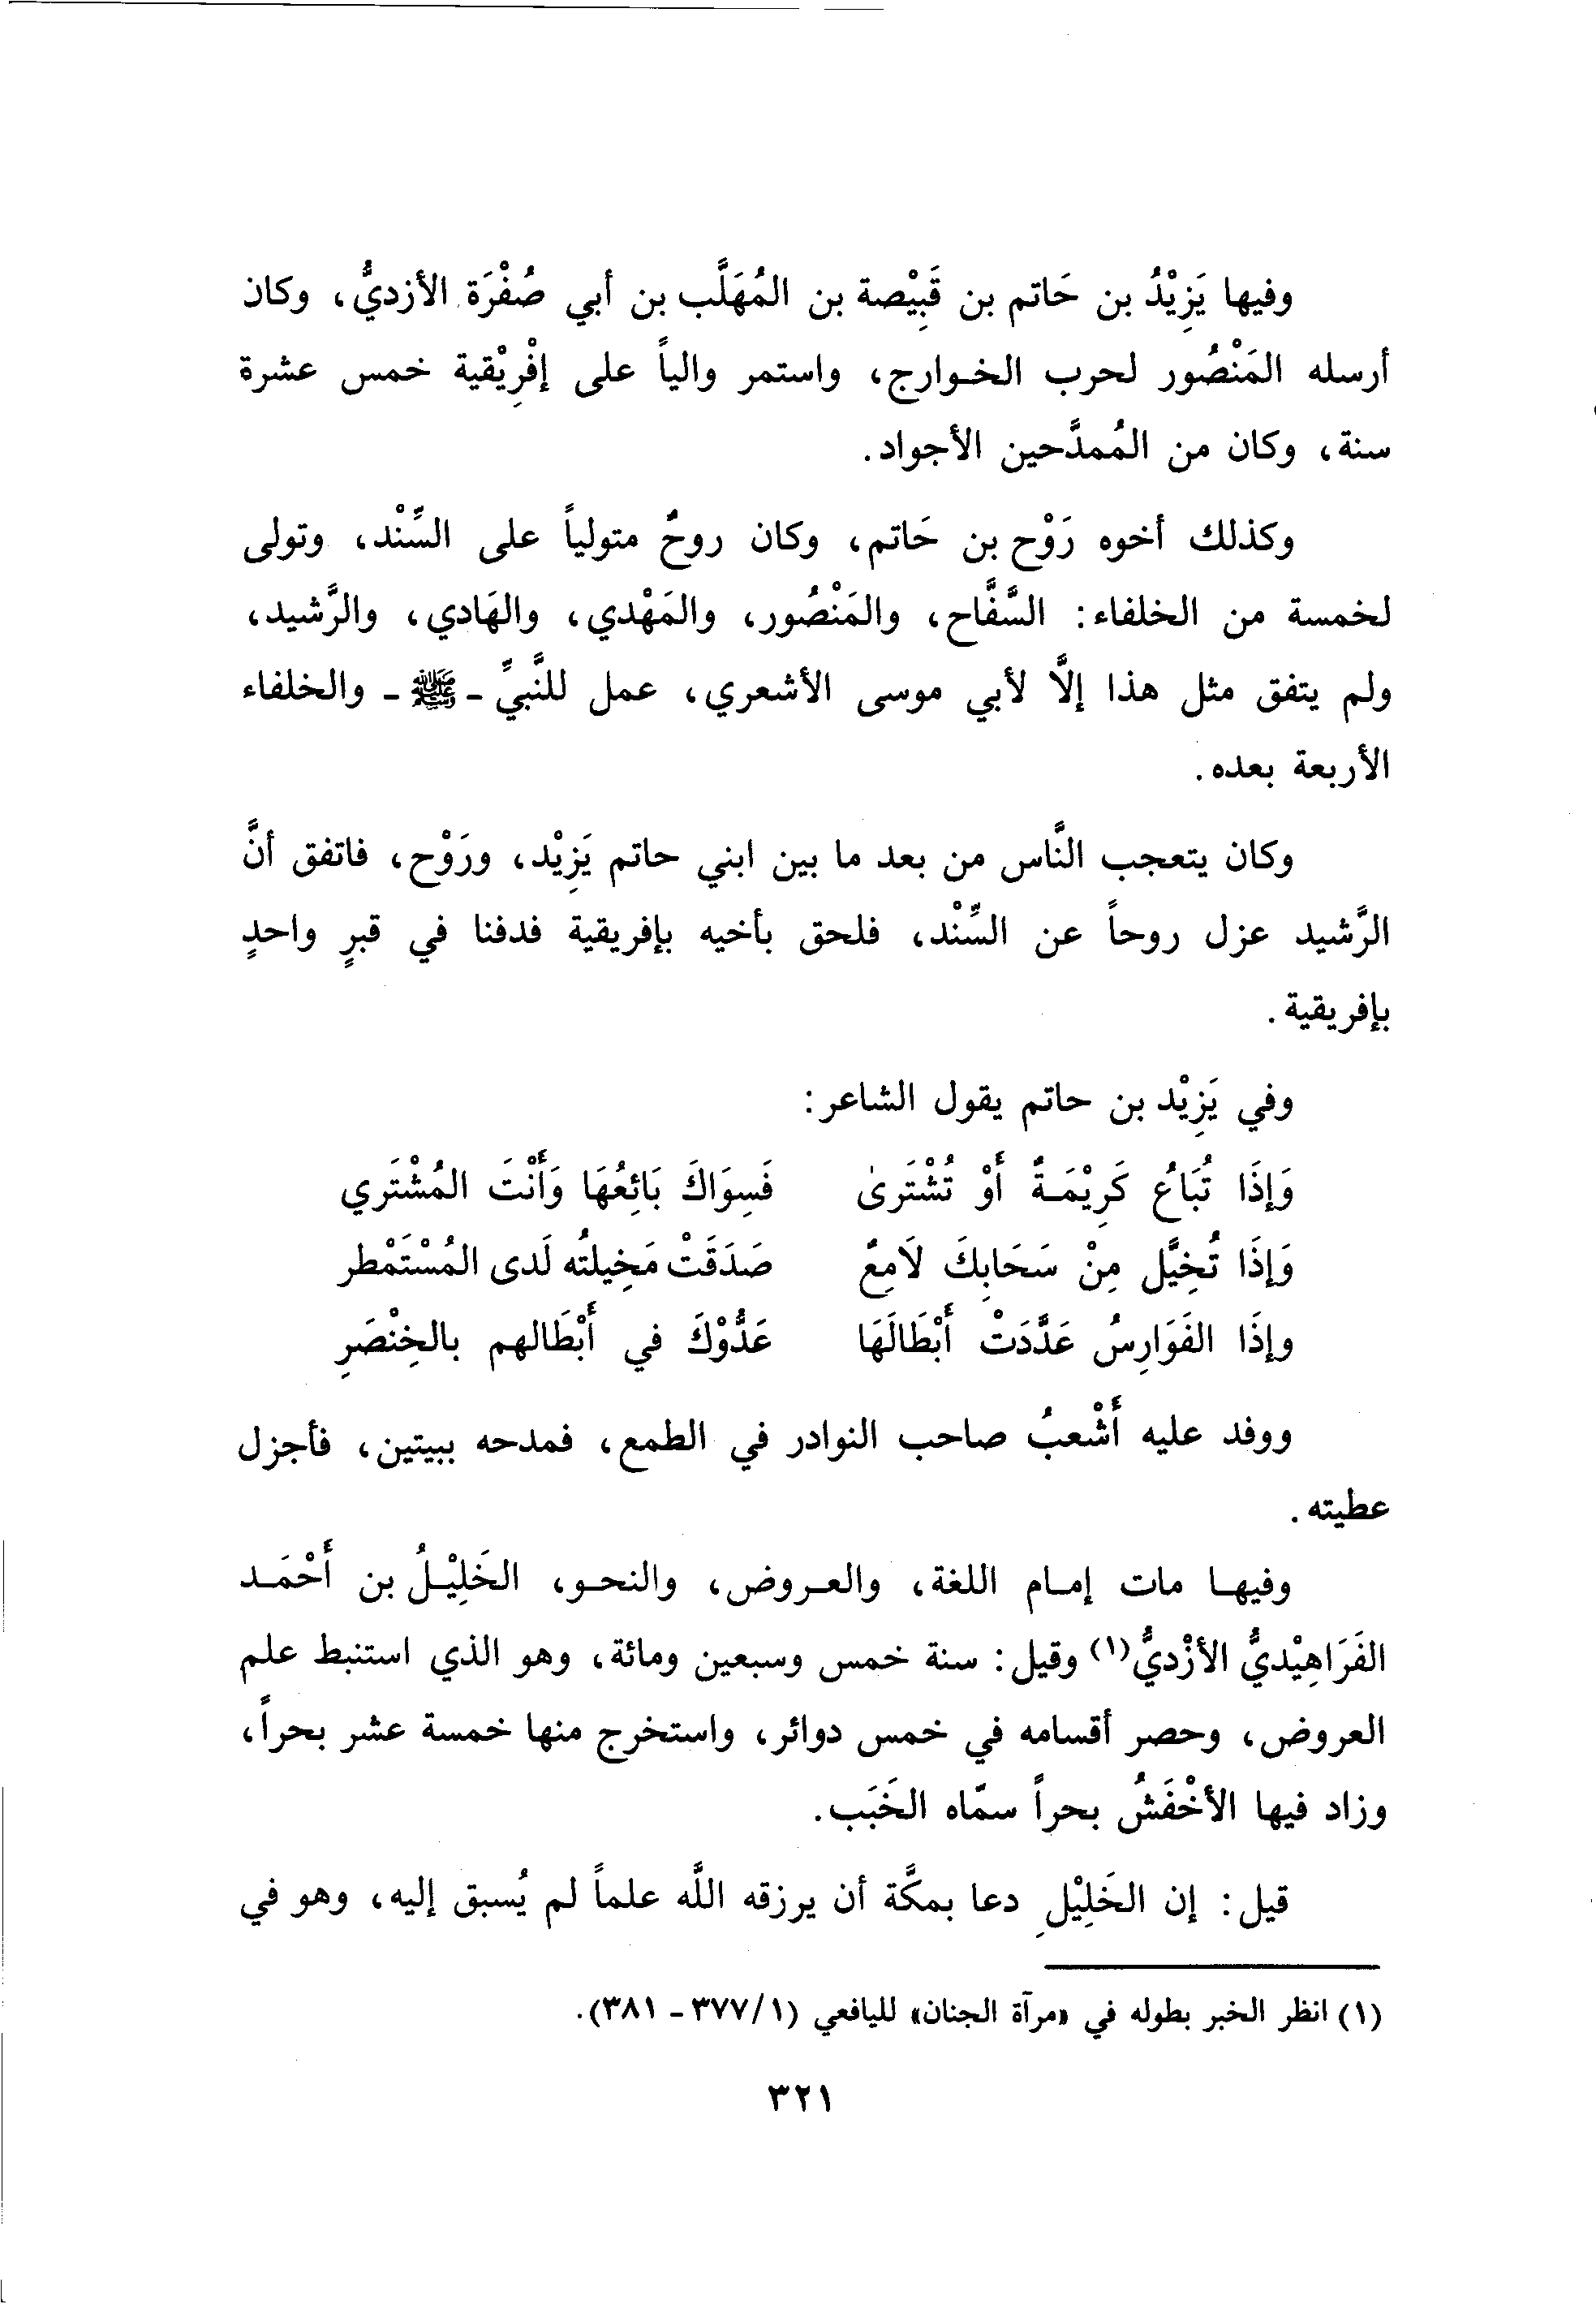 وفيها يَزِيْدُ بن حَاتم بن قَبِيْصة بن المُهَلَّب بن أبي صُفْرَة الأزديُّ، وكان
أرسله المَنْصُور لحرب الخوارج، واستمر والياً على إفْرِيْقية خمس عشرة
سنة، وكان من المُمدَّحين الأجواد.
وكذلك أخوه رَوْح بن حَاتم، وكان روحٌ متولياً على السِّنْد، وتولى
لخمسة من الخلفاء: السَّفَّاح، والمَنْصُور، والمَهْدي، والهَادي، والرَّشيد،
ولم يتفق مثل هذا إلَّا لأبي موسى الأشعري، عمل للنَّبيِّ - ﷺ - والخلفاء
الأربعة بعده.
وكان يتعجب النَّاس من بعد ما بين ابني حاتم يَزِيْد، ورَوْح، فاتفق أنَّ
الرَّشيد عزل روحاً عن السِّنْد، فلحق بأخيه بإفريقية فدفنا في قبرٍ واحدٍ
بإفريقية.
وفي يَزِيْد بن حاتم يقول الشاعر:
وَإذَا تُبَاعُ كَرِيْمَةٌ أَوْ تُشْتَرىٰ فَسِوَاكَ بَائِعُهَا وَأَنْتَ المُشْتَري
وَإذَا تُخِيَّل مِنْ سَحَابِكَ لَامِعٌ صَدَقَتْ مَخِيلتُه لَدى المُسْتَمْطر
وإذَا الفَوَارِسُ عَدَّدَتْ أَبْطَالَهَا عَدُّوْكَ في أَبْطَالهم بالخِنْصَرِ
ووفد عليه أَشْعبُ صاحب النوادر في الطمع، فمدحه ببيتين، فأجزل
عطيته.
وفيها مات إمام اللغة، والعروض، والنحو، الخَلِيْلُ بن أَحْمَد
الفَرَاهِيْديُّ الأزْديُّ(١) وقيل: سنة خمس وسبعين ومائة، وهو الذي استنبط علم
العروض، وحصر أقسامه في خمس دوائر، واستخرج منها خمسة عشر بحراً،
وزاد فيها الأخْفَشُ بحراً سمّاه الخَبَب.
قيل: إن الخَلِيْلِ دعا بمكَّة أن يرزقه اللَّه علماً لم يُسبق إليه، وهو في
(١) انظر الخبر بطوله في «مرآة الجنان» لليافعي (١/٣٧٧ - ٣٨١).
٣٢١